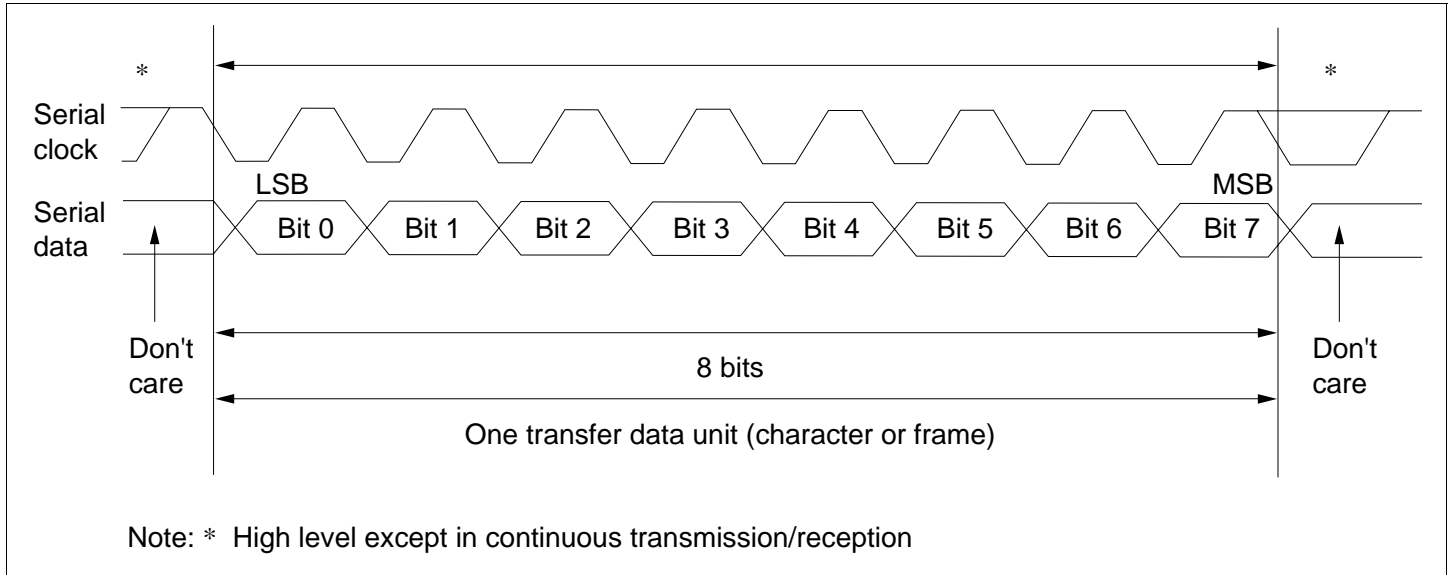 * *
Serial
clock
LSB MSB
Serial
data
Bit 0 Bit 1 Bit 2 Bit 3 Bit 4 Bit 5 Bit 6 Bit 7
Don't
care
8 bits
Don't
care
One transfer data unit (character or frame)
Note: * High level except in continuous transmission/reception